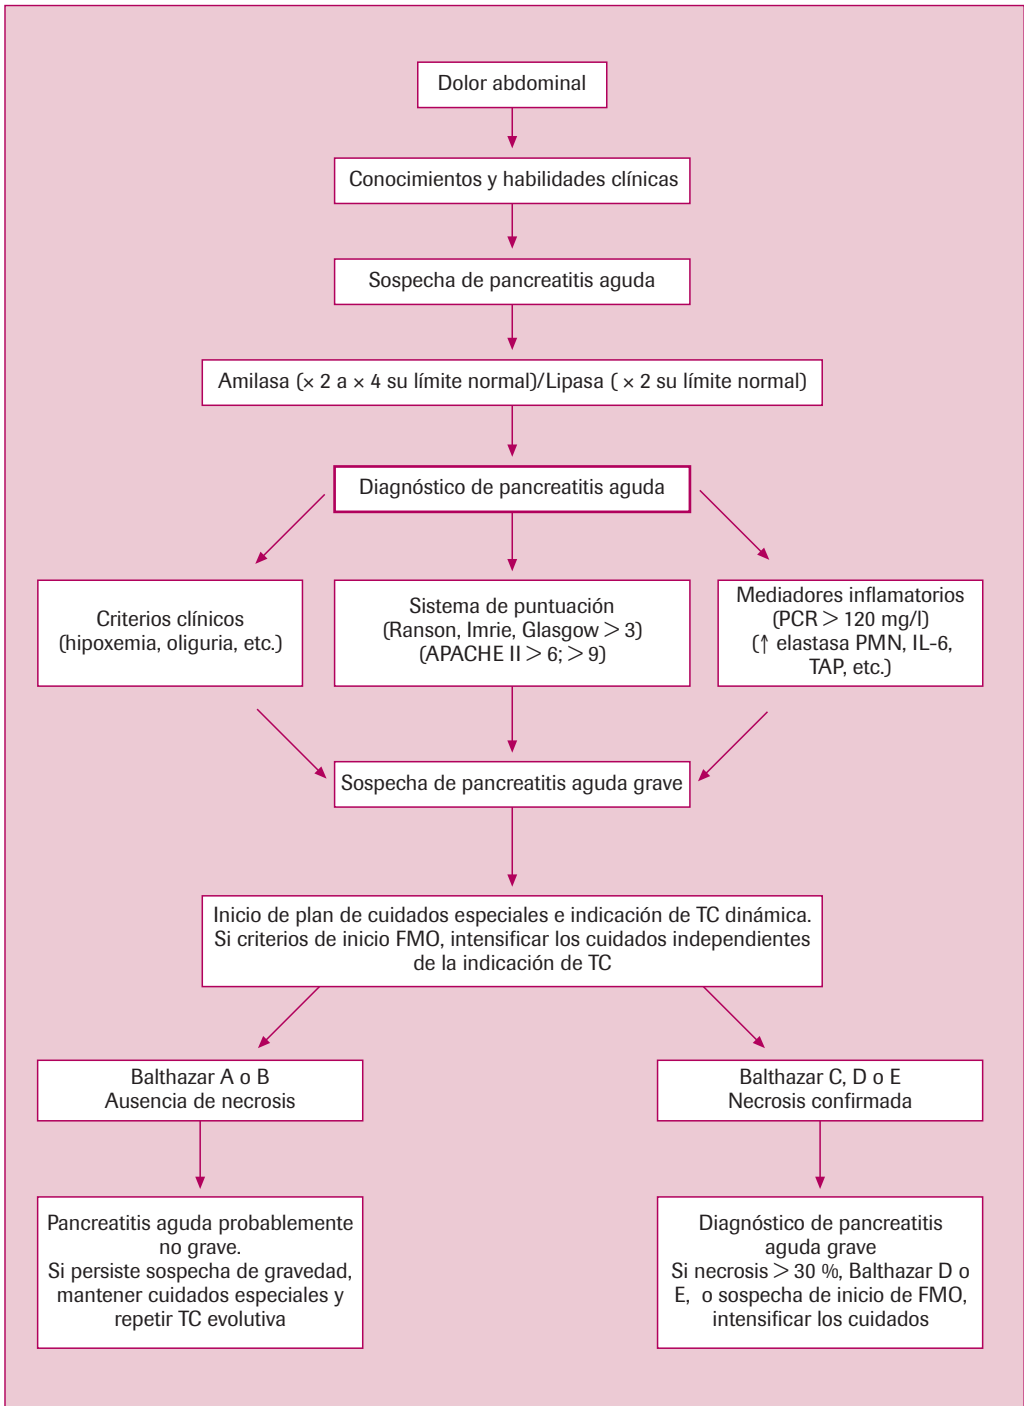 Dolor abdominal
Conocimientos y habilidades clínicas
Sospecha de pancreatitis aguda
Amilasa (× 2 a × 4 su límite normal)/Lipasa ( × 2 su límite normal)
Diagnóstico de pancreatitis aguda
Criterios clínicos
(hipoxemia, oliguria, etc.)
Sistema de puntuación
(Ranson, Imrie, Glasgow > 3)
(APACHE II > 6; > 9)
Mediadores inflamatorios
(PCR > 120 mg/l)
(↑ elastasa PMN, IL-6,
TAP, etc.)
Sospecha de pancreatitis aguda grave
Inicio de plan de cuidados especiales e indicación de TC dinámica.
Si criterios de inicio FMO, intensificar los cuidados independientes
de la indicación de TC
Balthazar A o B
Ausencia de necrosis
Balthazar C, D o E
Necrosis confirmada
Pancreatitis aguda probablemente
no grave.
Si persiste sospecha de gravedad,
mantener cuidados especiales y
repetir TC evolutiva
Diagnóstico de pancreatitis
aguda grave
Si necrosis > 30 %, Balthazar D o
E, o sospecha de inicio de FMO,
intensificar los cuidados